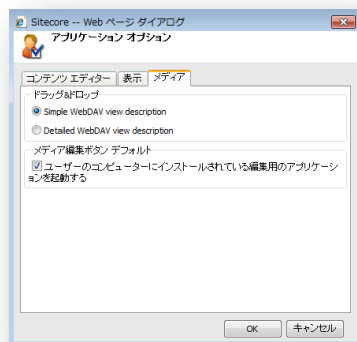 Sitecore -- Web ページ ダイアログ
アプリケーション オプション
コンテンツ エディター 表示 メディア
ドラッグ&ドロップ
Simple WebDAV view description
Detailed WebDAV view description
メディア編集ボタン デフォルト
ユーザーのコンピューターにインストールされている編集用のアプリケーシ
ョンを起動する
OK キャンセル